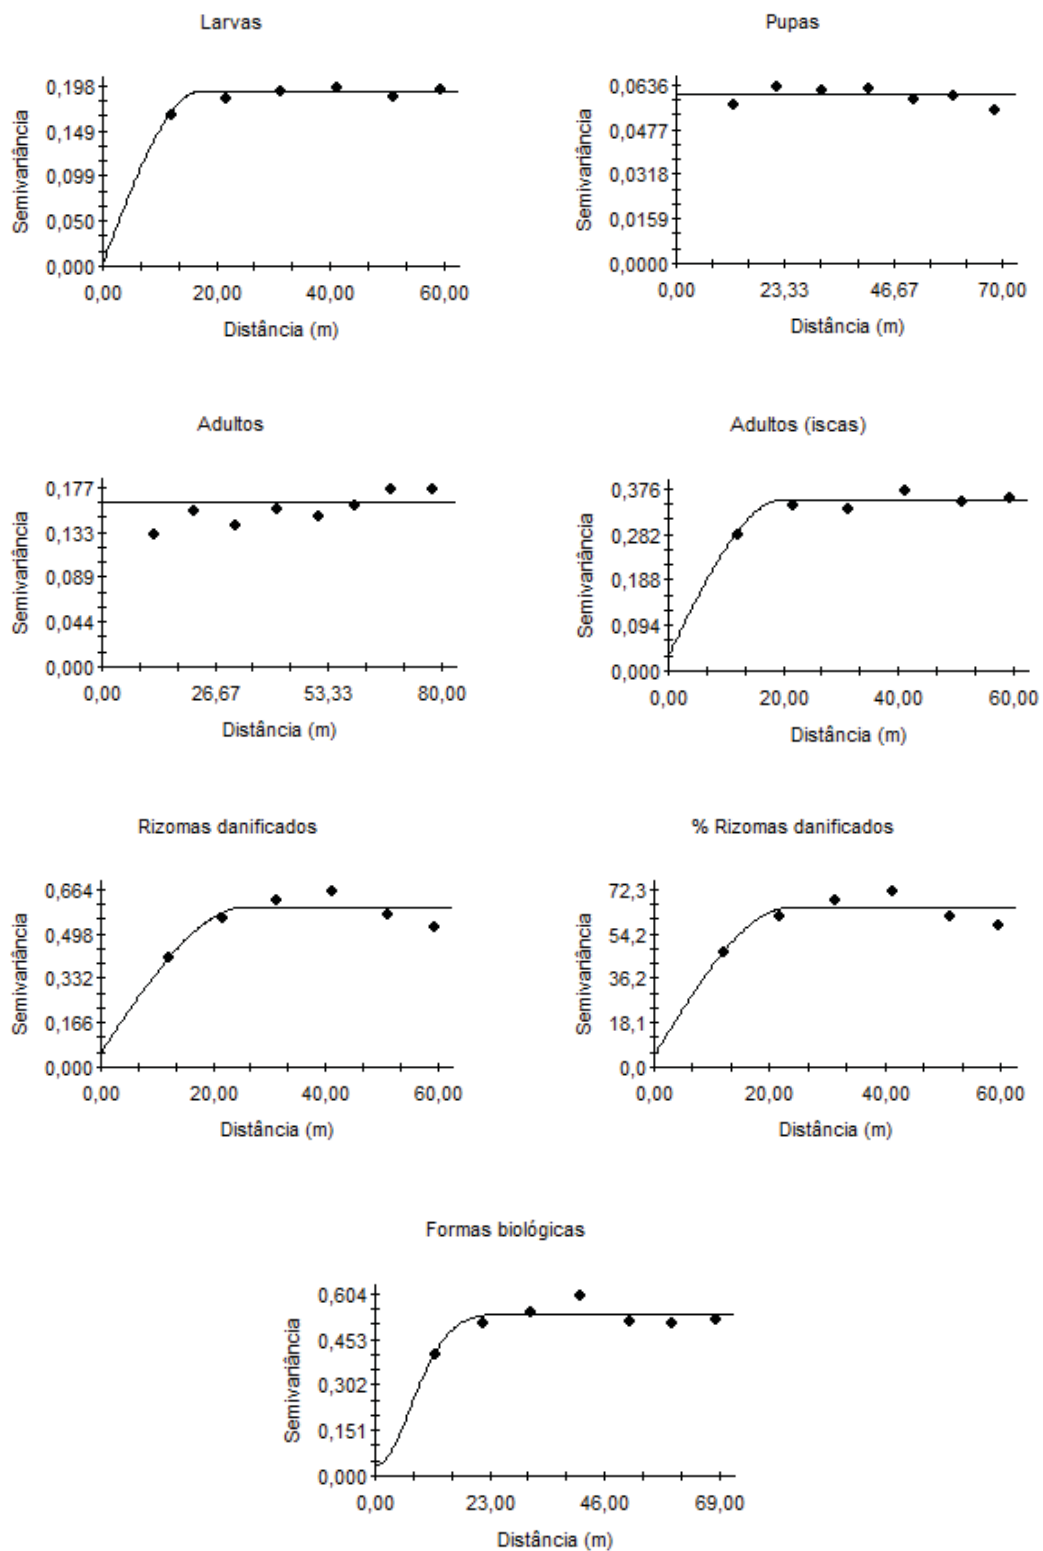 Larvas
Semivariância
0,198
0,149
0,099
0,050
0,000
0,00 20,00 40,00 60,00
Distância (m)
Pupas
Semivariância
0,0636
0,0477
0,0318
0,0159
0,0000
0,00 23,33 46,67 70,00
Distância (m)
Adultos
Semivariância
0,177
0,133
0,089
0,044
0,000
0,00 26,67 53,33 80,00
Distância (m)
Adultos (iscas)
Semivariância
0,376
0,282
0,188
0,094
0,000
0,00 20,00 40,00 60,00
Distância (m)
Rizomas danificados
Semivariância
0,664
0,498
0,332
0,166
0,000
0,00 20,00 40,00 60,00
Distância (m)
% Rizomas danificados
Semivariância
72,3
54,2
36,2
18,1
0,0
0,00 20,00 40,00 60,00
Distância (m)
Formas biológicas
Semivariância
0,604
0,453
0,302
0,151
0,000
0,00 23,00 46,00 69,00
Distância (m)